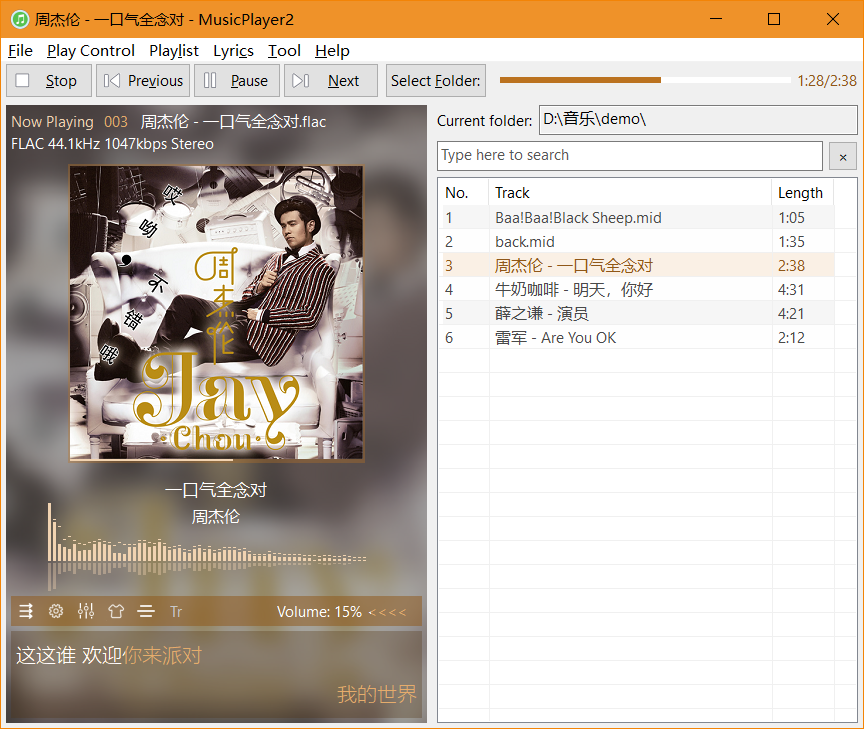 周杰伦 - 一口气全念对 - MusicPlayer2
File Play Control Playlist Lyrics Tool Help
Stop Previous Pause Next Select Folder: 1:28/2:38
Now Playing 003 周杰伦 - 一口气全念对.flac
FLAC 44.1kHz 1047kbps Stereo
哎
呦
,
不
错
哦
周
杰
伦
Jay
Chou
一口气全念对
周杰伦
Tr Volume: 15% <<<<
这这谁 欢迎你来派对
我的世界
Current folder: D:\音乐\demo\
Type here to search ×
No. Track Length
1 Baa!Baa!Black Sheep.mid 1:05
2 back.mid 1:35
3 周杰伦 - 一口气全念对 2:38
4 牛奶咖啡 - 明天，你好 4:31
5 薛之谦 - 演员 4:21
6 雷军 - Are You OK 2:12